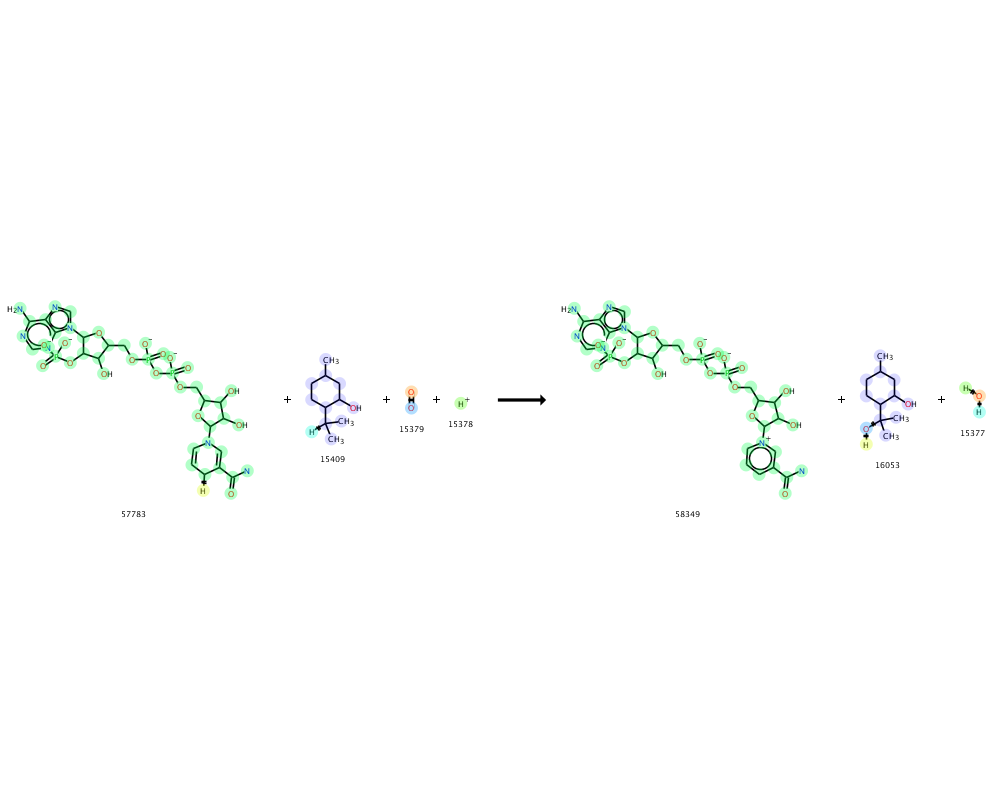 H₂N N N N N O⁻ O⁻ P O O O OH O O⁻ P O O O⁻ P O O OH O OH N N O H
57783
+
CH₃ OH H CH₃ CH₃
15409
+
O O
15379
+
H⁺
15378
H₂N N N N N O⁻ O⁻ P O O O OH O O⁻ P O O O⁻ P O O OH O OH N⁺ N O
58349
+
CH₃ OH O CH₃ CH₃ H
16053
+
H O H
15377